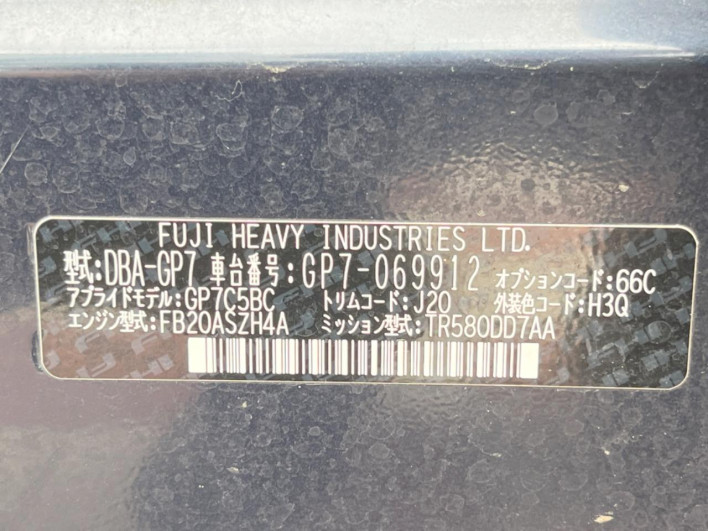 FUJI HEAVY INDUSTRIES LTD.
型式:DBA-GP7 車台番号:GP7-069912 オプションコード:66C
アプライドモデル:GP7C5BC トリムコード:J20 外装色コード:H3Q
エンジン型式:FB20ASZH4A ミッション型式:TR580DD7AA